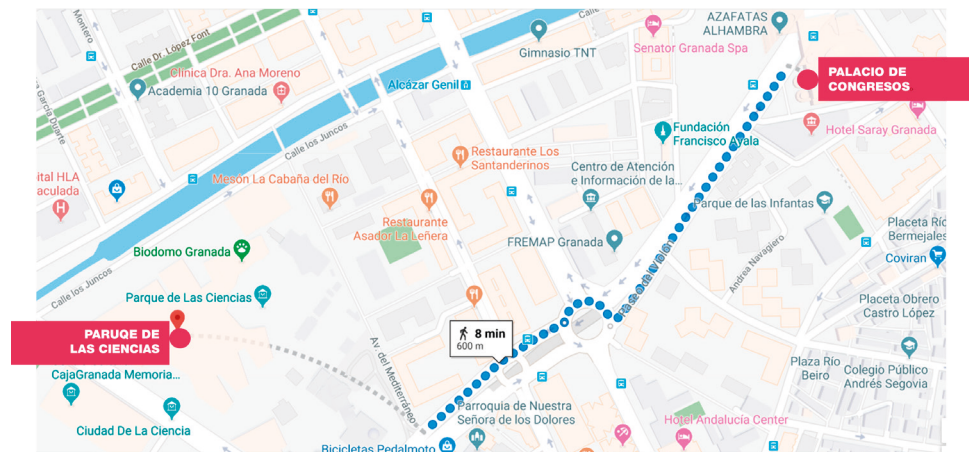 Montero
AZAFATAS
ALHAMBRA
Calle
Calle Dr. López Font
Gimnasio TNT
Senator Granada Spa
Clínica Dra. Ana Moreno
Academia 10 Granada
Alcázar Genil
PALACIO DE
CONGRESOS
García Duarte
Hotel Saray Granada
Fundación
Francisco Ayala
Calle los Juncos
Restaurante Los
Santanderinos
Centro de Atención
e Información de la...
ital HLA
aculada
Mesón La Cabaña del Río
Parque de las Infantas
Restaurante
Asador La Leñera
Placeta Río
Bermejales
FREMAP Granada
Biodomo Granada
Andrea Navagiero
Coviran
Calle los Juncos
Parque de Las Ciencias
Placeta Obrero
Castro López
PARUQE DE
LAS CIENCIAS
8 min
600 m
Av. del Mediterráneo
Plaza Río
Beiro
Colegio Público
Andrés Segovia
CajaGranada Memoria...
Ciudad De La Ciencia
Parroquia de Nuestra
Señora de los Dolores
Hotel Andalucía Center
Bicicletas Pedalmoto